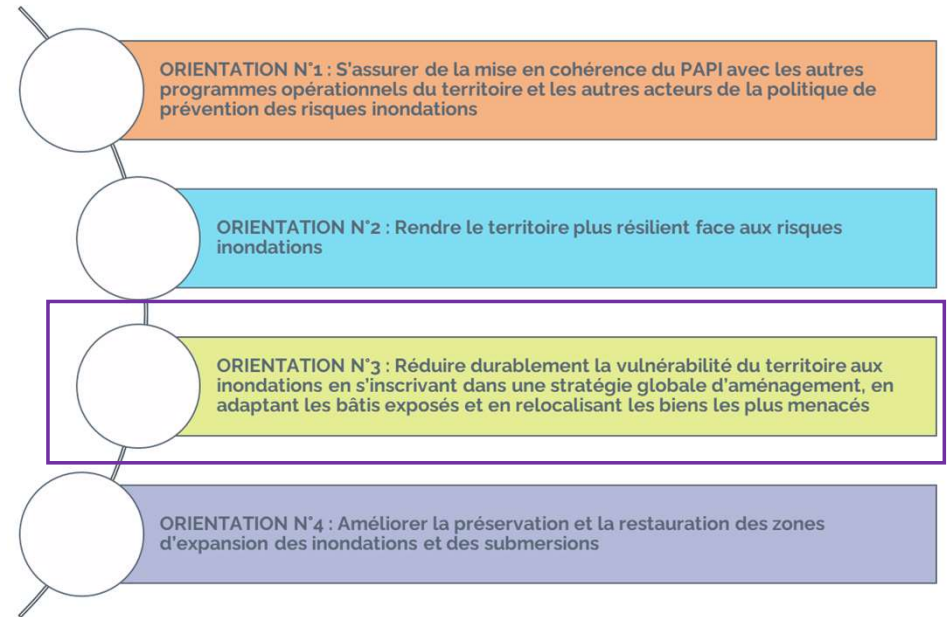 ORIENTATION N°1 : S'assurer de la mise en cohérence du PAPI avec les autres
programmes opérationnels du territoire et les autres acteurs de la politique de
prévention des risques inondations
ORIENTATION N°2 : Rendre le territoire plus résilient face aux risques
inondations
ORIENTATION N°3 : Réduire durablement la vulnérabilité du territoire aux
inondations en s'inscrivant dans une stratégie globale d'aménagement, en
adaptant les bâtis exposés et en relocalisant les biens les plus menacés
ORIENTATION N°4 : Améliorer la préservation et la restauration des zones
d'expansion des inondations et des submersions